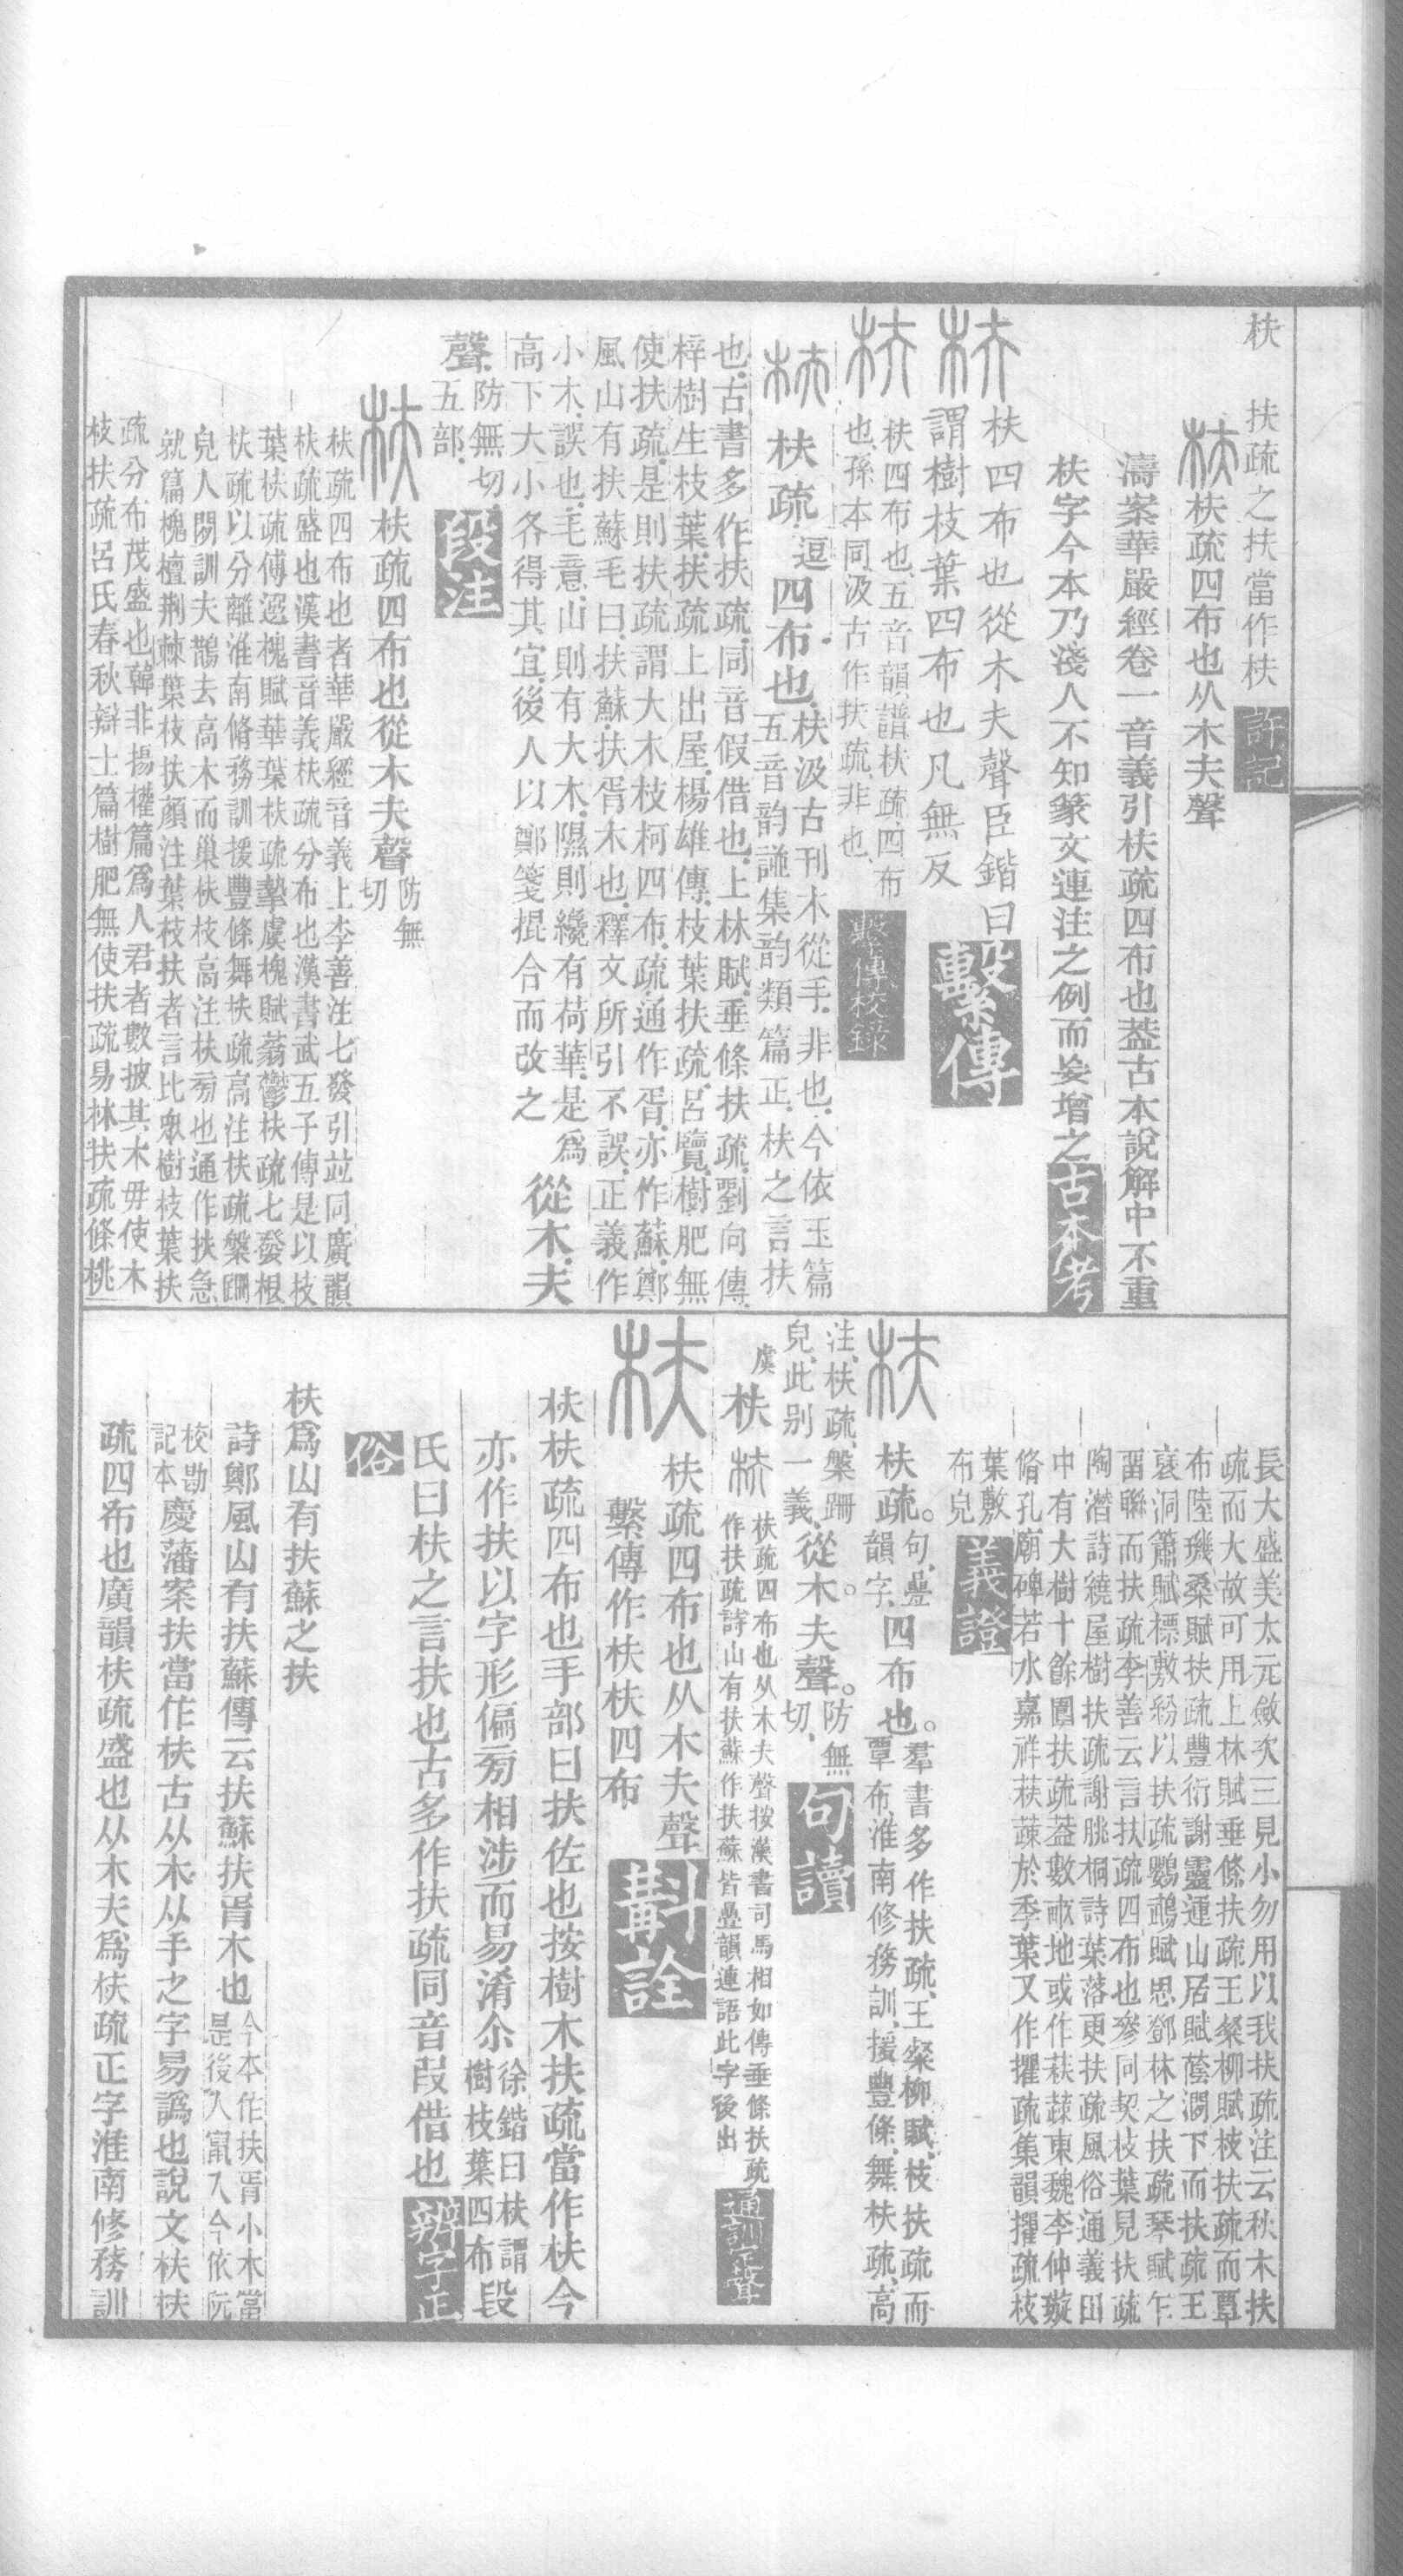 枎　扶疏之扶當作枎　許記
枎枎疏四布也从木夫聲
濤案華嚴經卷一音義引枎疏四布也葢古本說解中不重
枎字今本乃淺人不知篆文連注之例而妄增之　古本考
枎　枎四布也從木夫聲臣鍇曰
謂樹枝葉四布也凡無反　繫傳
枎　枎四布也五音韻譜枎疏四布
也孫本同汲古作扶疏非也　繫傳校錄
枎　枎疏逗四布也枎汲古刊木從手非也今依玉篇
五音韵譜集韵類篇正枎之言扶
也古書多作扶疏同音假借也上林賦垂條扶疏劉向傳
梓樹生枝葉扶疏上出屋楊雄傳枝葉扶疏呂覽樹肥無
使扶疏是則扶疏謂大木枝柯四布疏通作胥亦作蘇鄭
風山有扶蘇毛曰扶蘇扶胥木也釋文所引不誤正義作
小木誤也毛意山則有大木隰則纔有荷華是爲
高下大小各得其宜後人以鄭箋掍合而改之　從木夫
聲防無切
五部　段注
枎枎疏四布也從木夫聲防無
切
枎疏四布也者華嚴經音義上李善注七發引竝同廣韻
枎疏盛也漢書音義枎疏分布也漢書武五子傳是以枝
葉扶疏傅選槐賦華葉扶疏摯虞槐賦蓊鬱扶疏七發根
扶疏以分離淮南脩務訓援豐條舞扶疏高注扶疏槃跚
皃人閒訓夫鵲去高木而巢扶枝高注扶旁也通作扶急
就篇槐檀荆棘葉枝扶顏注葉枝扶者言比眾樹枝葉扶
疏分布茂盛也韓非揚權篇爲人君者數披其木毋使木
枝扶疏呂氏春秋辯士篇樹肥無使扶疏易林扶疏條桃
長大盛美太元斂次三見小勿用以我扶疏注云秋木扶
疏而大故可用上林賦垂條扶疏王粲柳賦枝扶疏而覃
布陸璣桑賦扶疏豐衍謝靈運山居賦蔭澗下而扶疏王
襃洞簫賦標敷紛以扶疏鸚鵡賦思鄧林之扶疏琴賦乍
畱聯而扶疏李善云言扶疏四布也參同契枝葉見扶疏
陶潛詩繞屋樹扶疏謝朓桐詩葉落更扶疏風俗通義田
中有大樹十餘圍扶疏葢數畝地或作䒀蔬東魏李仲璇
脩孔廟碑若水嘉祥䒀蔬於季葉又作攞疏集韻攞疏枝
葉敷
布皃　義證
枎　枎疏句疊
韻字四布也羣書多作扶疏王粲柳賦枝扶疏而
覃布淮南修務訓援豐條舞枎疏高
注枎疏槃跚
皃此別一義從木夫聲防無
切　句讀
虞枎　枎　枎疏四布也从木夫聲按漢書司馬相如傳垂條扶疏
作扶疏詩山有扶蘇作扶蘇皆疊韻連語此字後出　通訓定聲
枎　枎疏四布也从木夫聲
繫傳作枎枎四布　斠詮
枎枎疏四布也手部曰扶佐也按樹木扶疏當作枎今
亦作扶以字形偏旁相涉而易淆尒徐鍇曰枎謂
樹枝葉四布段
氏曰枎之言扶也古多作扶疏同音叚借也　辨字正
俗
枎爲山有扶蘇之扶
詩鄭風山有扶蘇傳云扶蘇扶胥木也今本作扶胥小木當
是後人竄入今依阮
校勘
記本慶藩案扶當作枎古从木从手之字易譌也說文枎枎
疏四布也廣韻枎疏盛也从木夫爲枎疏正字淮南修務訓